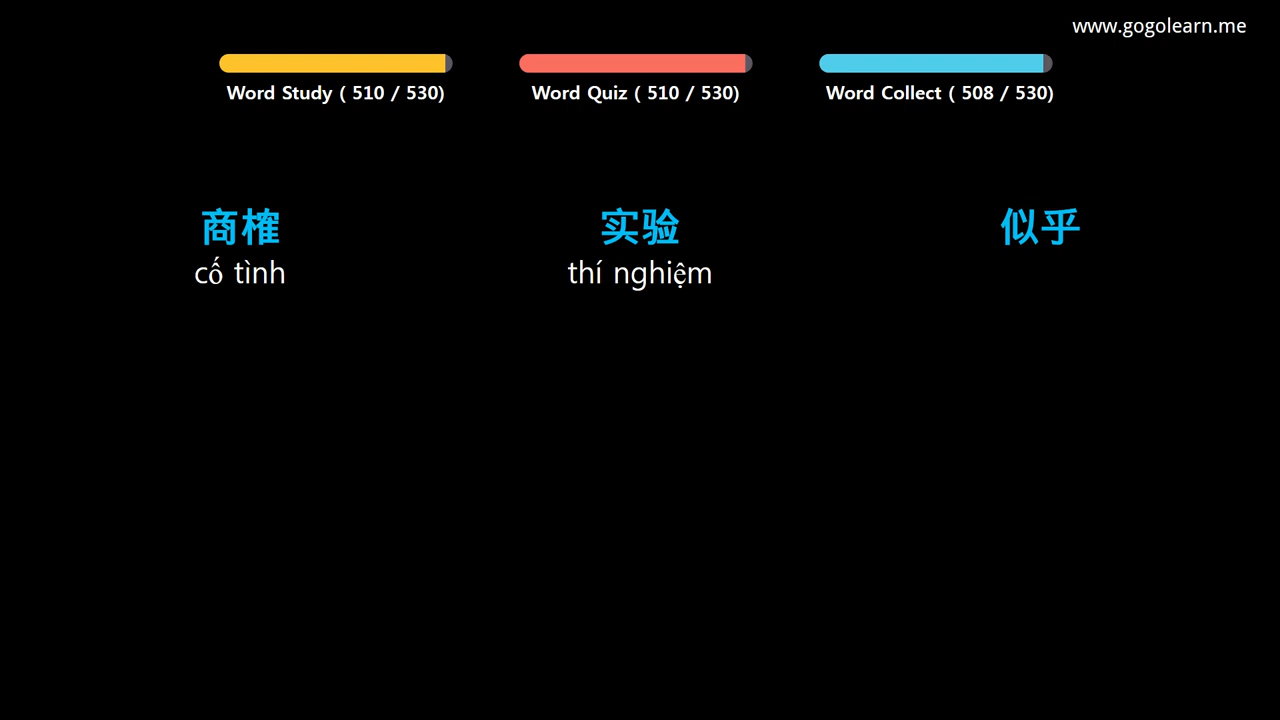 www.gogolearn.me
Word Study ( 510 / 530)
Word Quiz ( 510 / 530)
Word Collect ( 508 / 530)
商榷
实验
似乎
cố tình
thí nghiệm